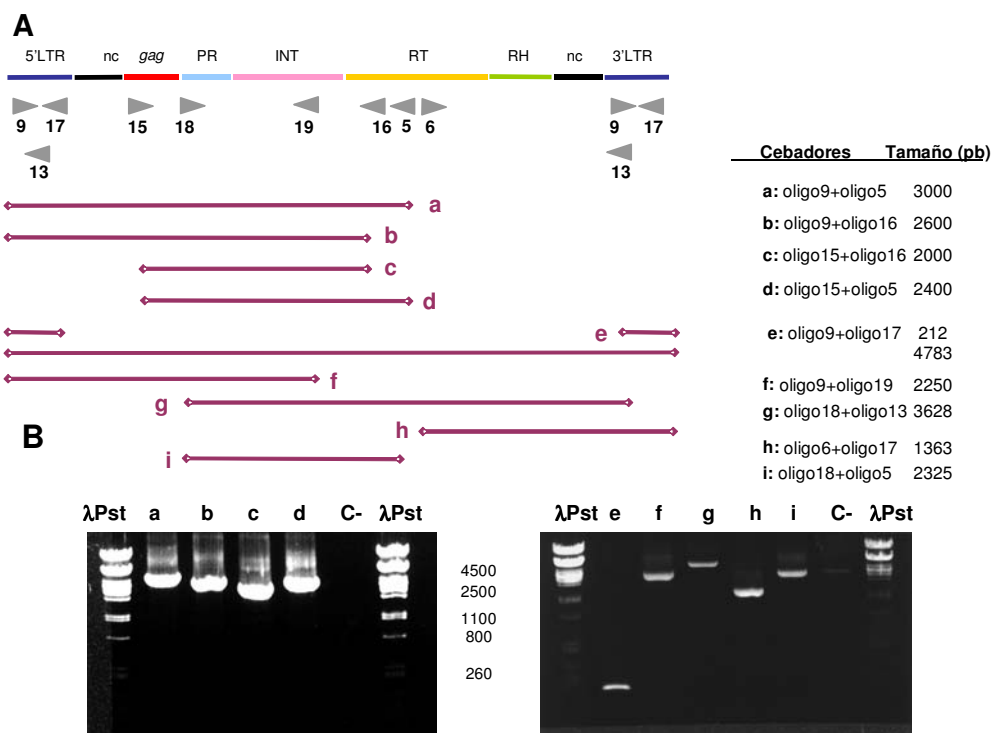 A
5'LTR nc gag PR INT RT RH nc 3'LTR
9 17 15 18 19 16 5 6 9 17
13 13
Cebadores Tamaño (pb)
a: oligo9+oligo5 3000
b: oligo9+oligo16 2600
c: oligo15+oligo16 2000
d: oligo15+oligo5 2400
e: oligo9+oligo17 212
4783
f: oligo9+oligo19 2250
g: oligo18+oligo13 3628
h: oligo6+oligo17 1363
i: oligo18+oligo5 2325
a
b
c
d
e
f
g
h
i
B
λPst a b c d C- λPst
4500
2500
1100
800
260
λPst e f g h i C- λPst